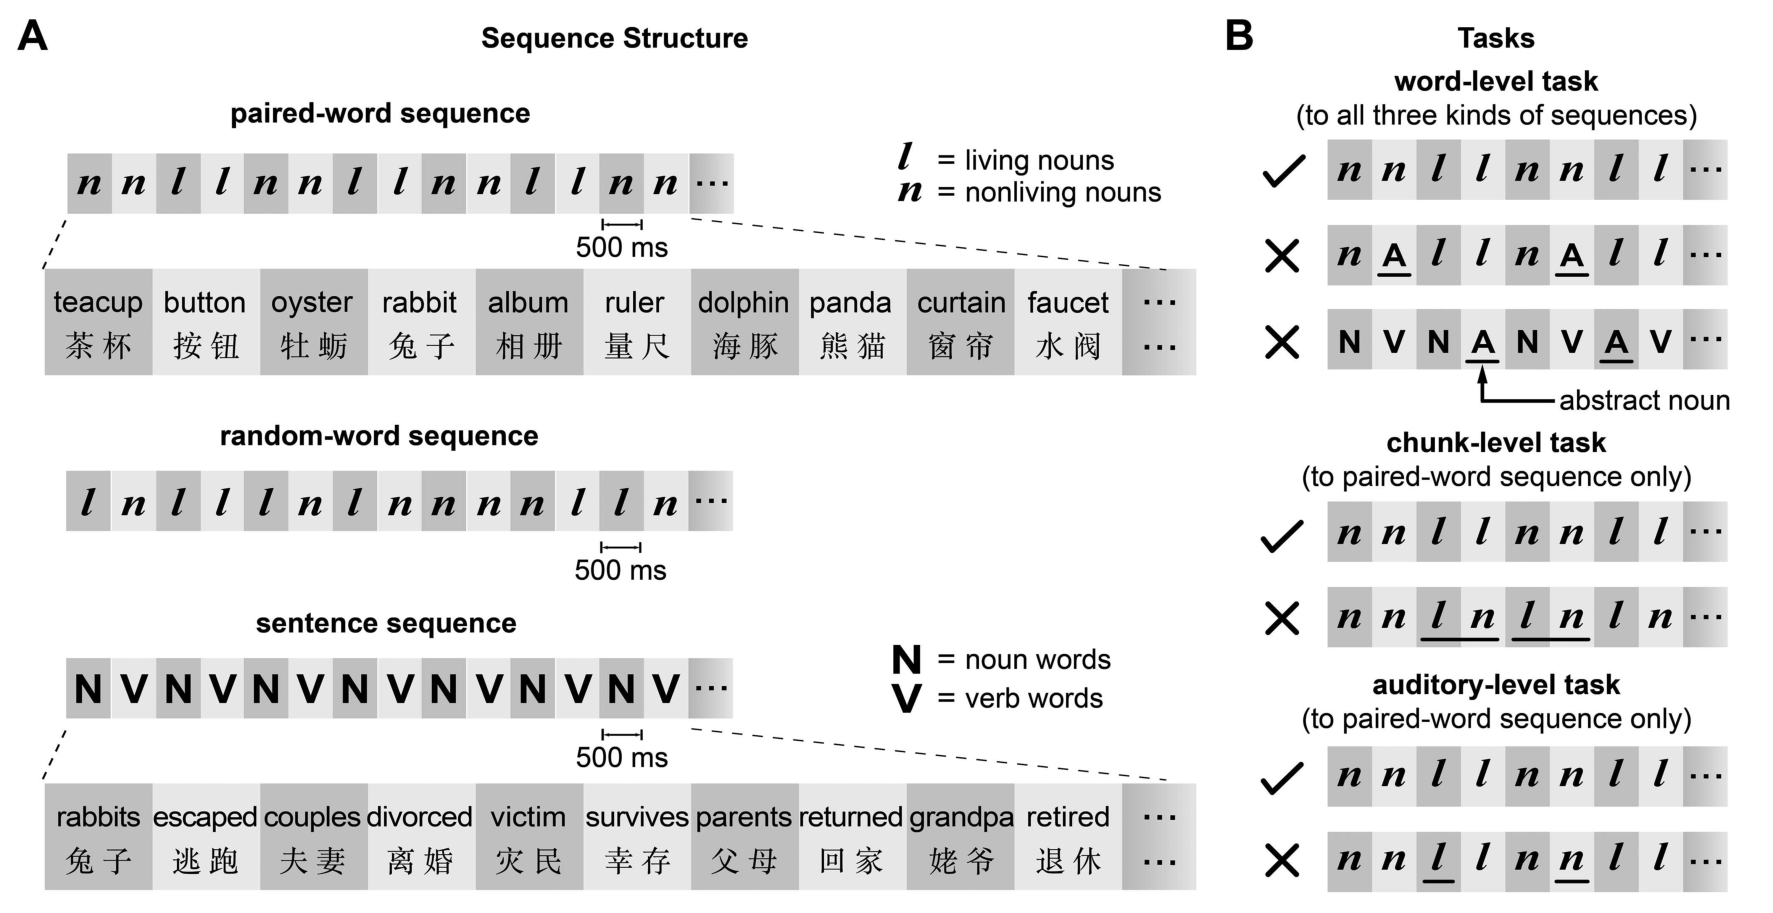 A
Sequence Structure
paired-word sequence
n n l l n n l l n n l l n n ...
500 ms
l = living nouns
n = nonliving nouns
teacup button oyster rabbit album ruler dolphin panda curtain faucet ...
茶杯 按钮 牡蛎 兔子 相册 量尺 海豚 熊猫 窗帘 水阀 ...
random-word sequence
l n l l l n l n n n n l l n ...
500 ms
sentence sequence
N V N V N V N V N V N V N V ...
500 ms
N = noun words
V = verb words
rabbits escaped couples divorced victim survives parents returned grandpa retired ...
兔子 逃跑 夫妻 离婚 灾民 幸存 父母 回家 姥爷 退休 ...
B
Tasks
word-level task
(to all three kinds of sequences)
n n l l n n l l ...
n A l l n A l l ...
N V N A N V A V ...
abstract noun
chunk-level task
(to paired-word sequence only)
n n l l n n l l ...
n n l n l n l n ...
auditory-level task
(to paired-word sequence only)
n n l l n n l l ...
n n l l n n l l ...